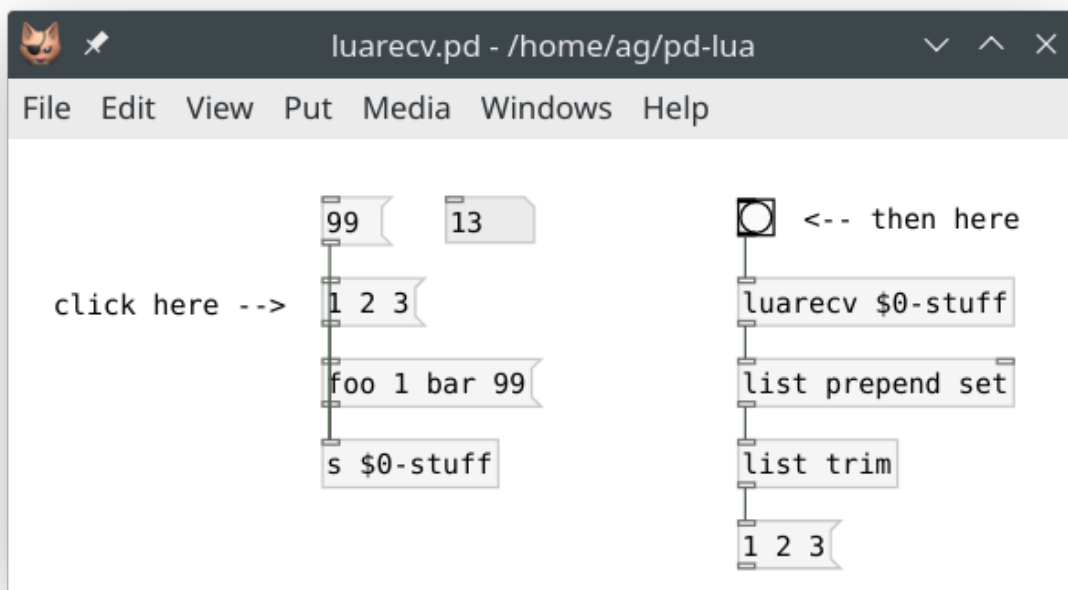 luarecv.pd - /home/ag/pd-lua
File Edit View Put Media Windows Help
99 13 <-- then here
click here --> 1 2 3 luarecv $0-stuff
foo 1 bar 99 list prepend set
s $0-stuff list trim
1 2 3